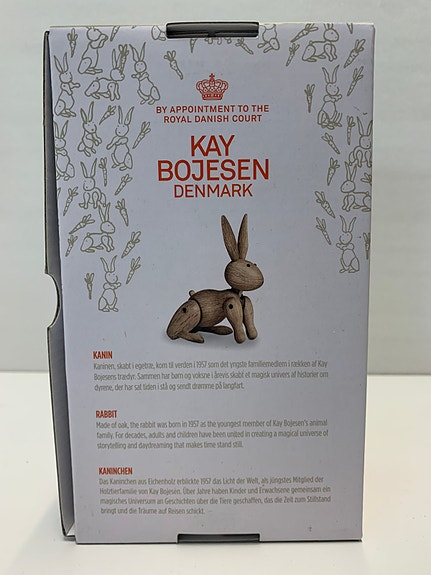 BY APPOINTMENT TO THE
ROYAL DANISH COURT
KAY
BOJESEN
DENMARK
KANIN
Kaninen, skabt i egetræ, kom til verden i 1957 som det yngste familiemedlem i rækken af Kay
Bojesens trædyr. Sammen har børn og voksne i årevis skabt et magisk univers af historier om
dyrene, der har sat tiden i stå og sendt drømme på langfart.
RABBIT
Made of oak, the rabbit was born in 1957 as the youngest member of Kay Bojesen's animal
family. For decades, adults and children have been united in creating a magical universe of
storytelling and daydreaming that makes time stand still.
KANINCHEN
Das Kaninchen aus Eichenholz erblickte 1957 das Licht der Welt, als jüngstes Mitglied der
Holztierfamilie von Kay Bojesen. Über Jahre haben Kinder und Erwachsene gemeinsam ein
magisches Universum an Geschichten über die Tiere geschaffen, das die Zeit zum Stillstand
bringt und die Träume auf Reisen schickt.